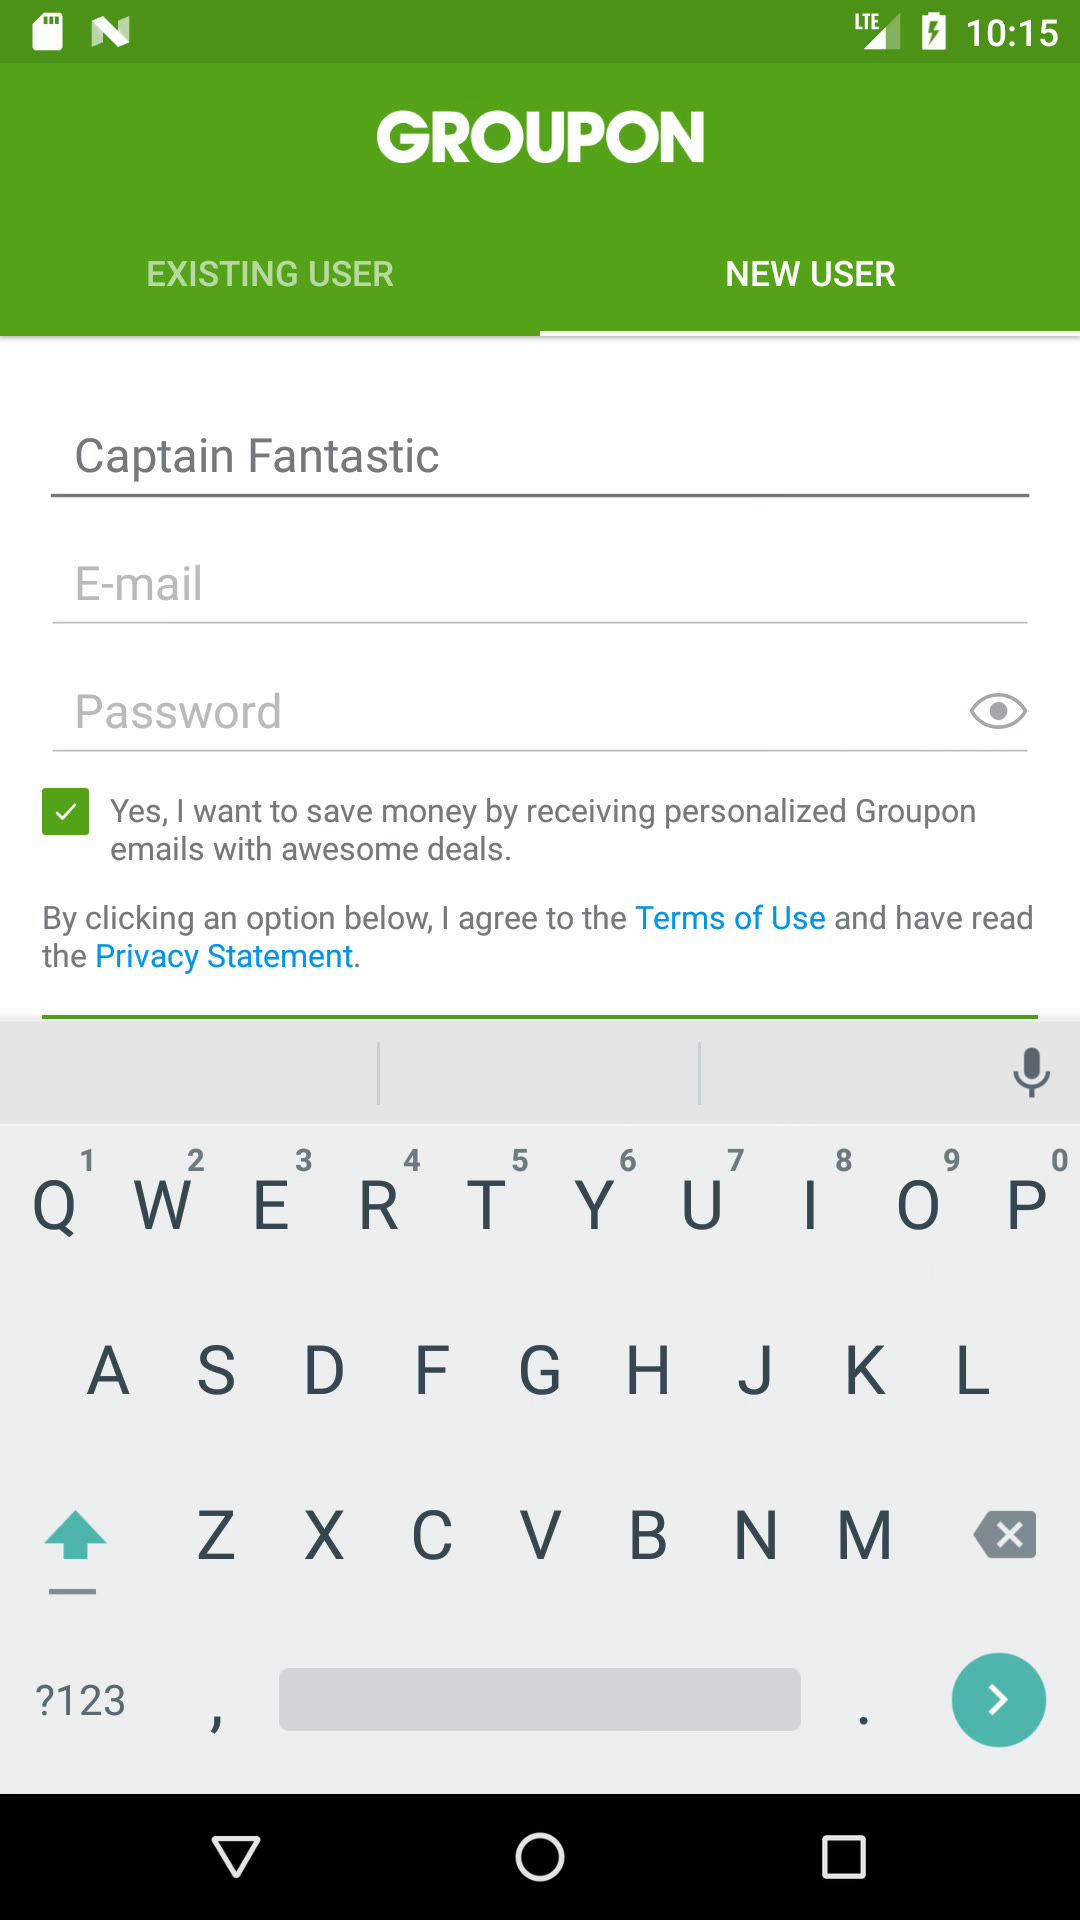 LTE 10:15
GROUPON
EXISTING USER NEW USER
Captain Fantastic
E-mail
Password
Yes, I want to save money by receiving personalized Groupon
emails with awesome deals.
By clicking an option below, I agree to the Terms of Use and have read
the Privacy Statement.
1 2 3 4 5 6 7 8 9 0
Q W E R T Y U I O P
A S D F G H J K L
Z X C V B N M
?123 , .